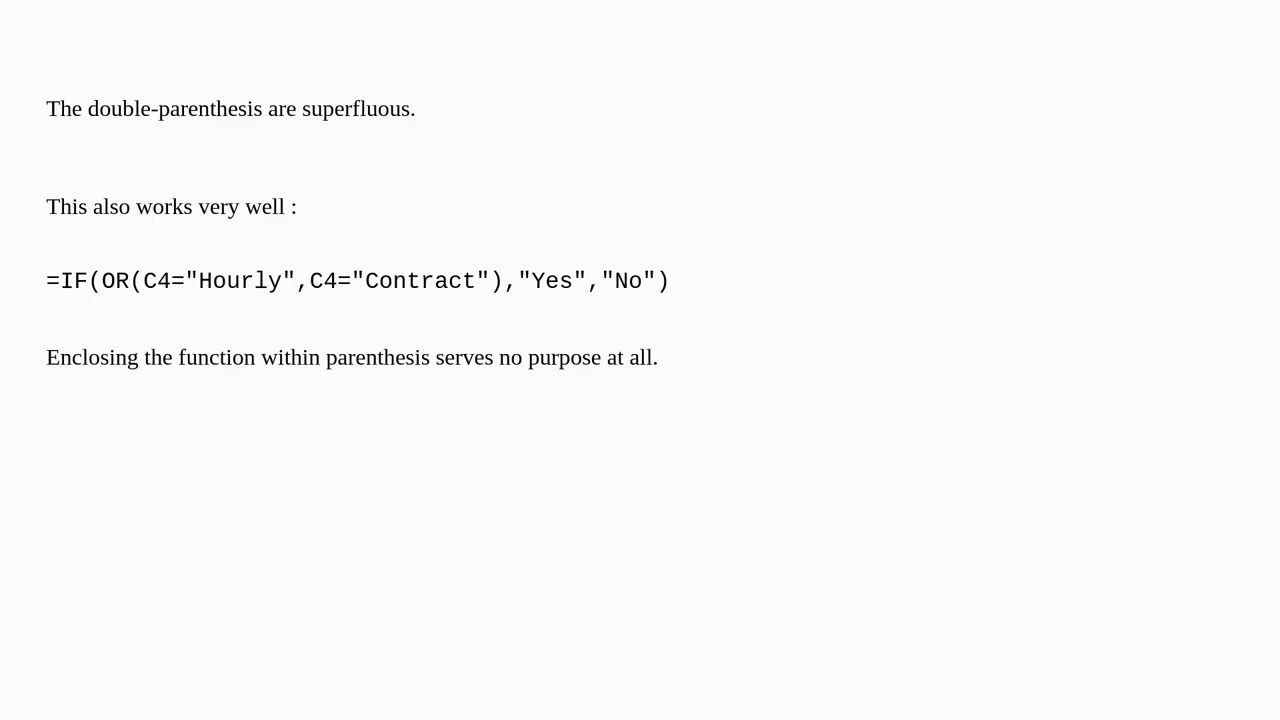 The double-parenthesis are superfluous.
This also works very well :
=IF(OR(C4="Hourly",C4="Contract"),"Yes","No")
Enclosing the function within parenthesis serves no purpose at all.